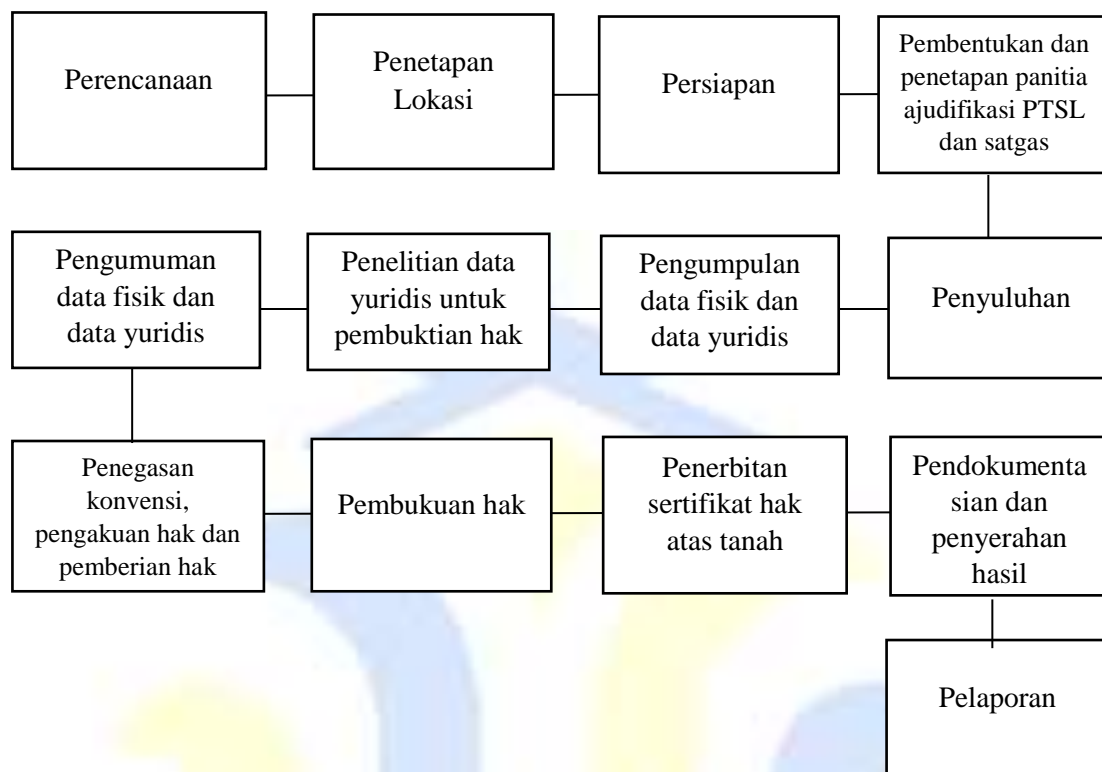 Perencanaan
Penetapan
Lokasi
Persiapan
Pembentukan dan
penetapan panitia
ajudifikasi PTSL
dan satgas
Pengumuman
data fisik dan
data yuridis
Penelitian data
yuridis untuk
pembuktian hak
Pengumpulan
data fisik dan
data yuridis
Penyuluhan
Penegasan
konvensi,
pengakuan hak dan
pemberian hak
Pembukuan hak
Penerbitan
sertifikat hak
atas tanah
Pendokumenta
sian dan
penyerahan
hasil
Pelaporan